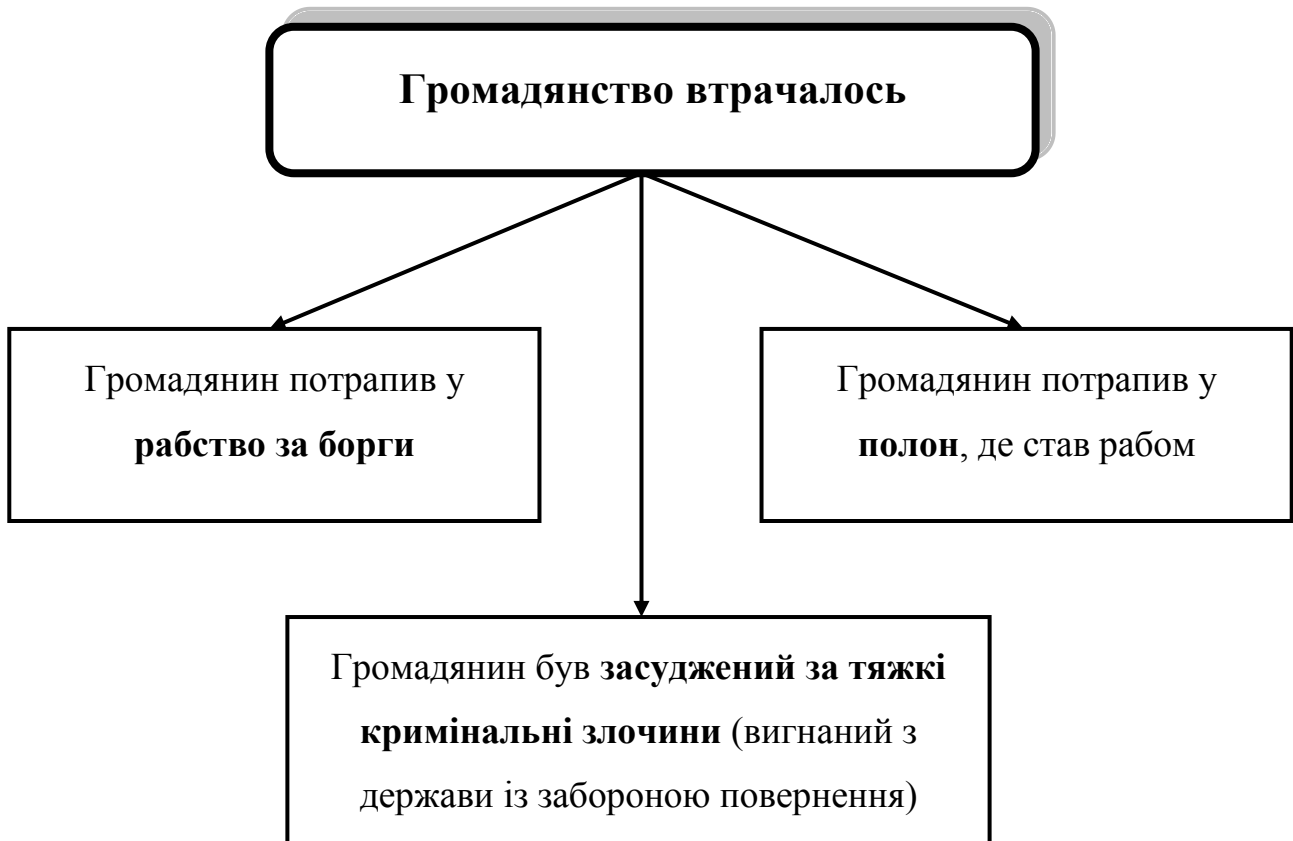 Громадянство втрачалось
Громадянин потрапив у
рабство за борги
Громадянин потрапив у
полон, де став рабом
Громадянин був засуджений за тяжкі
кримінальні злочини (вигнаний з
держави із забороною повернення)